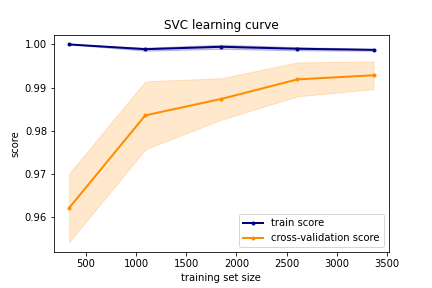 SVC learning curve
1.00
0.99
0.98
0.97
0.96
score
500
1000
1500
2000
2500
3000
3500
training set size
train score
cross-validation score